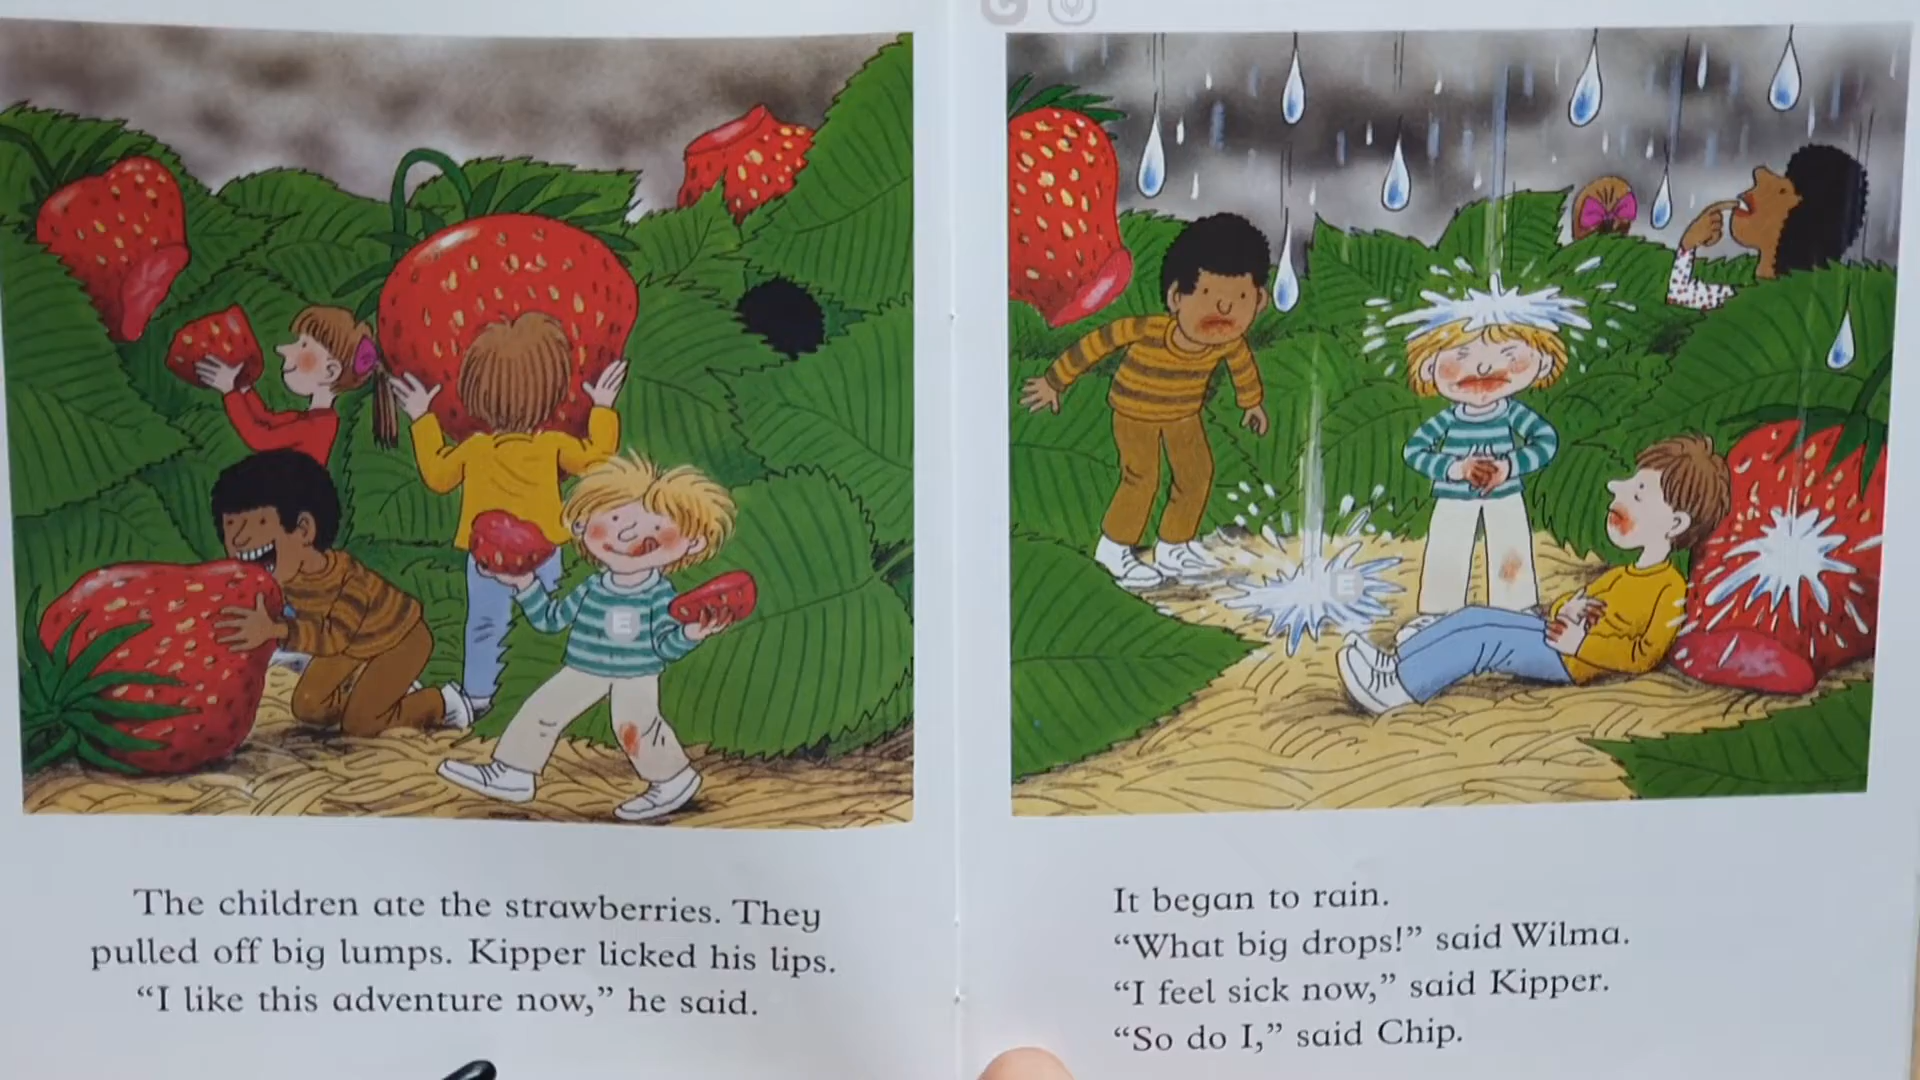 The children ate the strawberries. They
pulled off big lumps. Kipper licked his lips.
“I like this adventure now,” he said.
It began to rain.
“What big drops!” said Wilma.
“I feel sick now,” said Kipper.
“So do I,” said Chip.